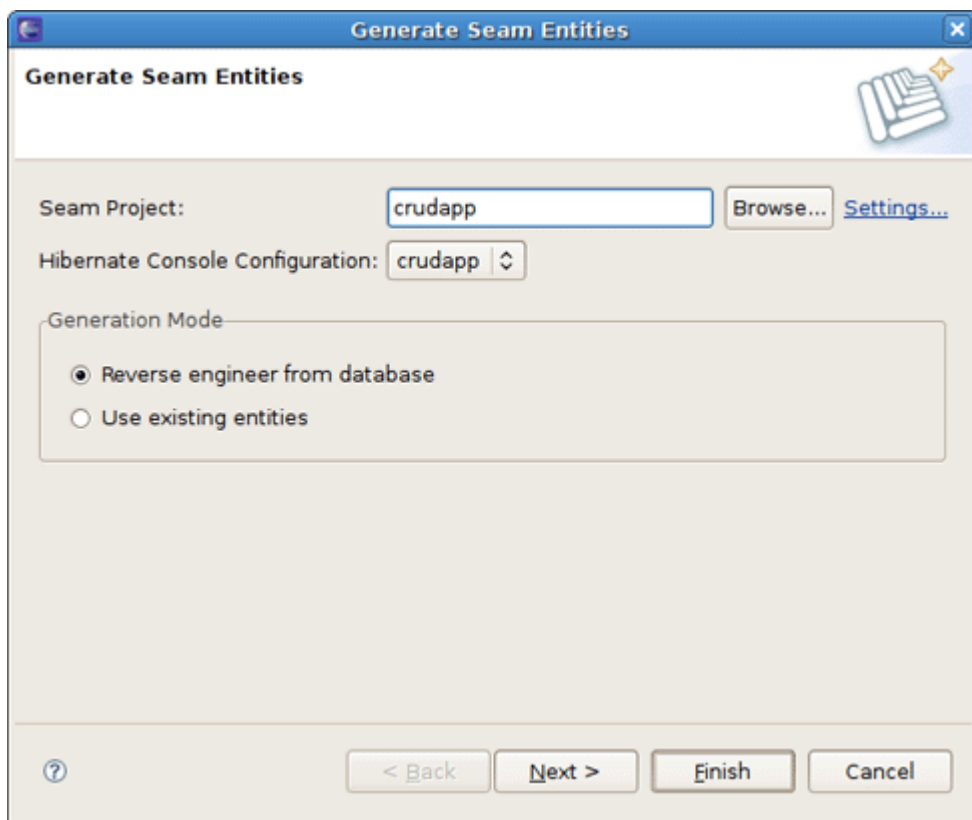 Generate Seam Entities
Generate Seam Entities
Seam Project: crudapp Browse... Settings...
Hibernate Console Configuration: crudapp
Generation Mode
Reverse engineer from database
Use existing entities
< Back Next > Finish Cancel